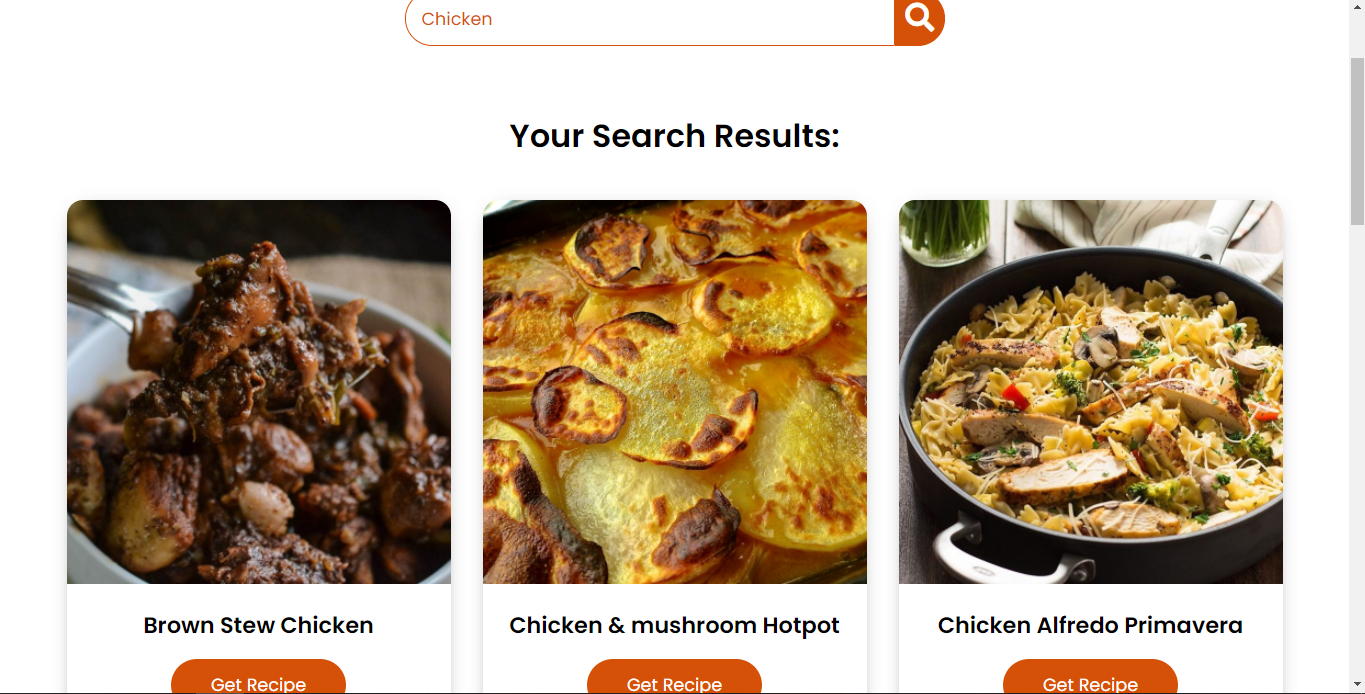 Chicken
Your Search Results:
Brown Stew Chicken
Chicken & mushroom Hotpot
Chicken Alfredo Primavera
Get Recipe
Get Recipe
Get Recipe